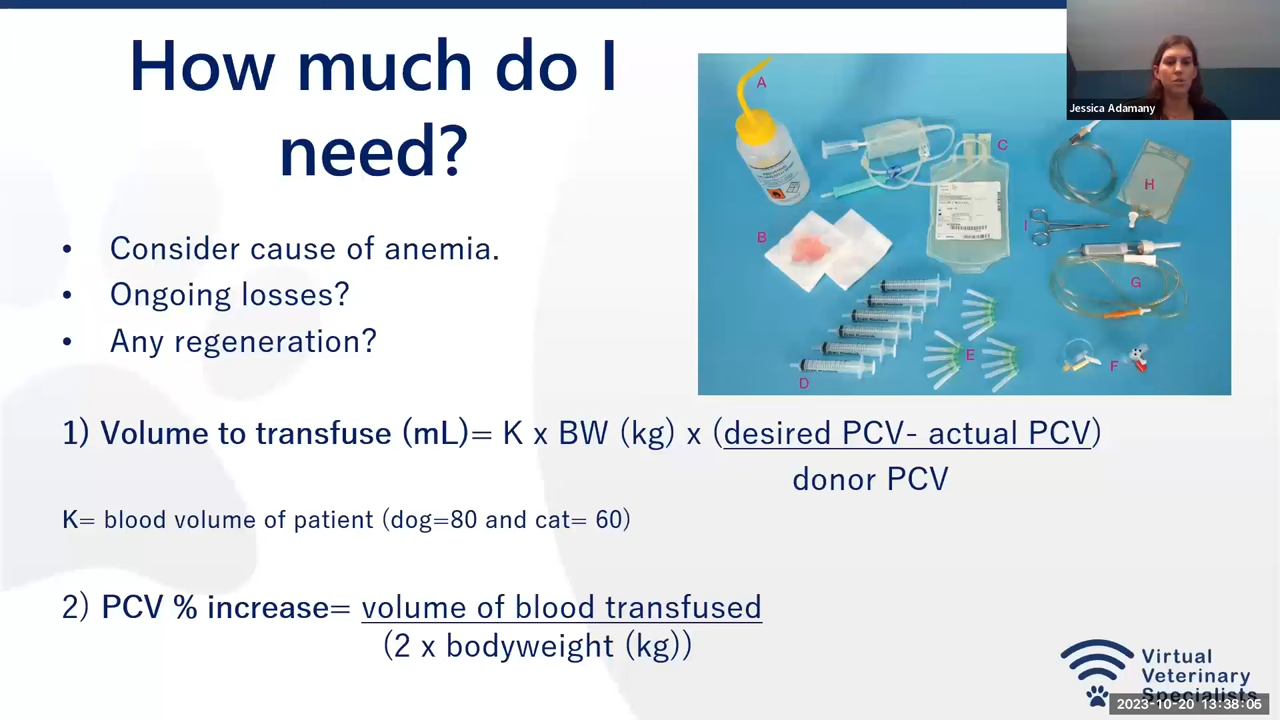 How much do I
need?
Jessica Adamany
• Consider cause of anemia.
• Ongoing losses?
• Any regeneration?
A
B
C
D
E
F
G
H
I
1) Volume to transfuse (mL)= K x BW (kg) x (desired PCV- actual PCV)
donor PCV
K= blood volume of patient (dog=80 and cat= 60)
2) PCV % increase= volume of blood transfused
(2 x bodyweight (kg))
Virtual
Veterinary
Specialists
2023-10-20 13:38:05